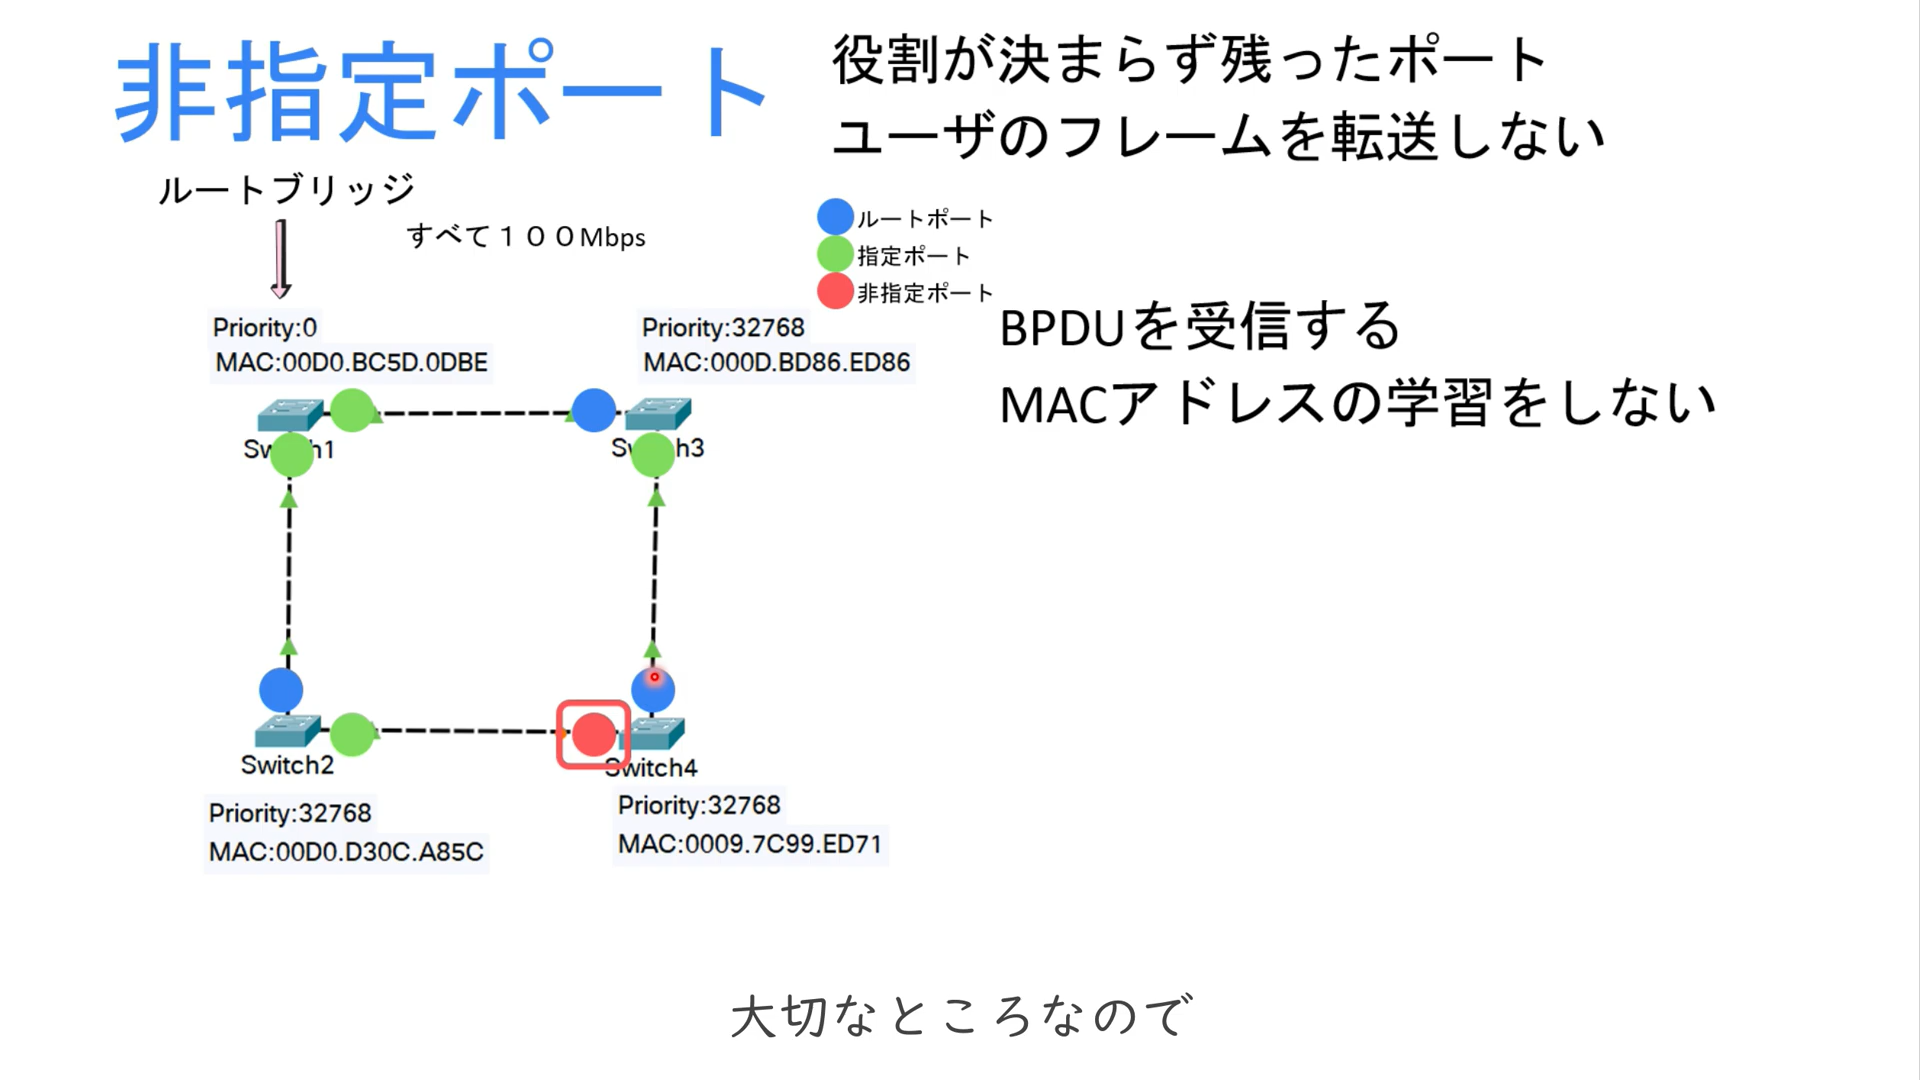 非指定ポート
役割が決まらず残ったポート
ユーザのフレームを転送しない
ルートブリッジ
すべて１００Mbps
ルートポート
指定ポート
非指定ポート
BPDUを受信する
MACアドレスの学習をしない
Priority:0
MAC:00D0.BC5D.0DBE
Priority:32768
MAC:000D.BD86.ED86
Switch1
Switch3
Switch2
Switch4
Priority:32768
MAC:00D0.D30C.A85C
Priority:32768
MAC:0009.7C99.ED71
大切なところなので